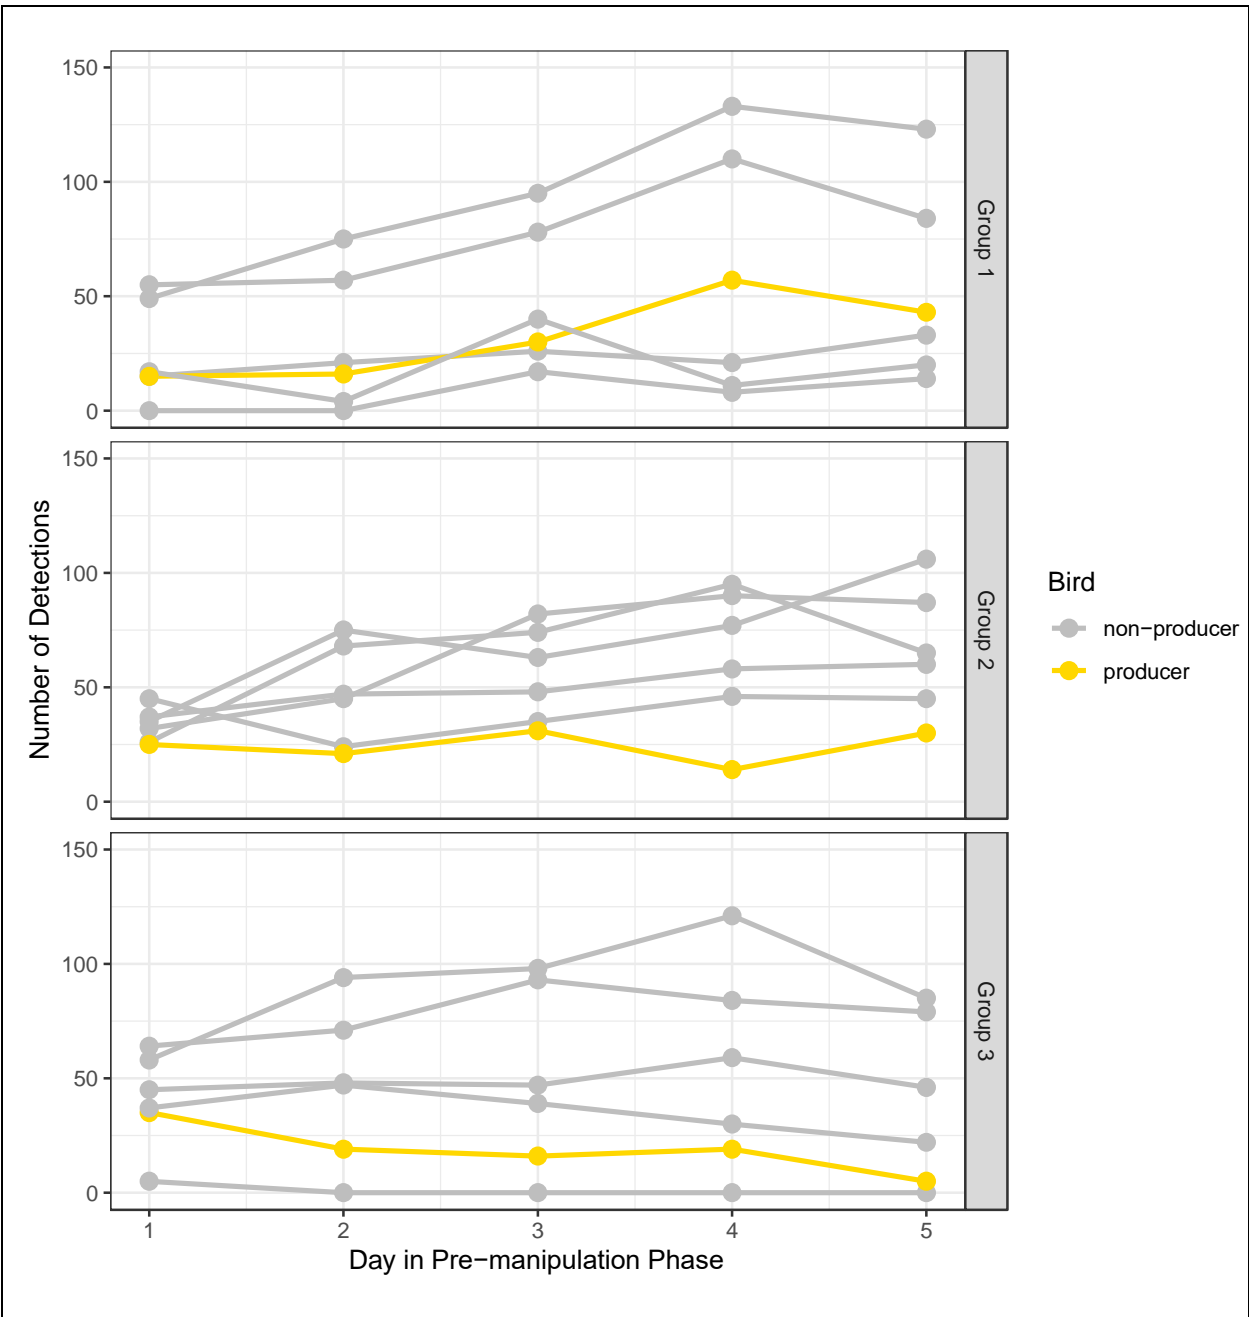 150
100
50
0
Group 1
150
100
50
0
Group 2
150
100
50
0
Group 3
1 2 3 4 5
Day in Pre−manipulation Phase
Number of Detections
Bird
non−producer
producer